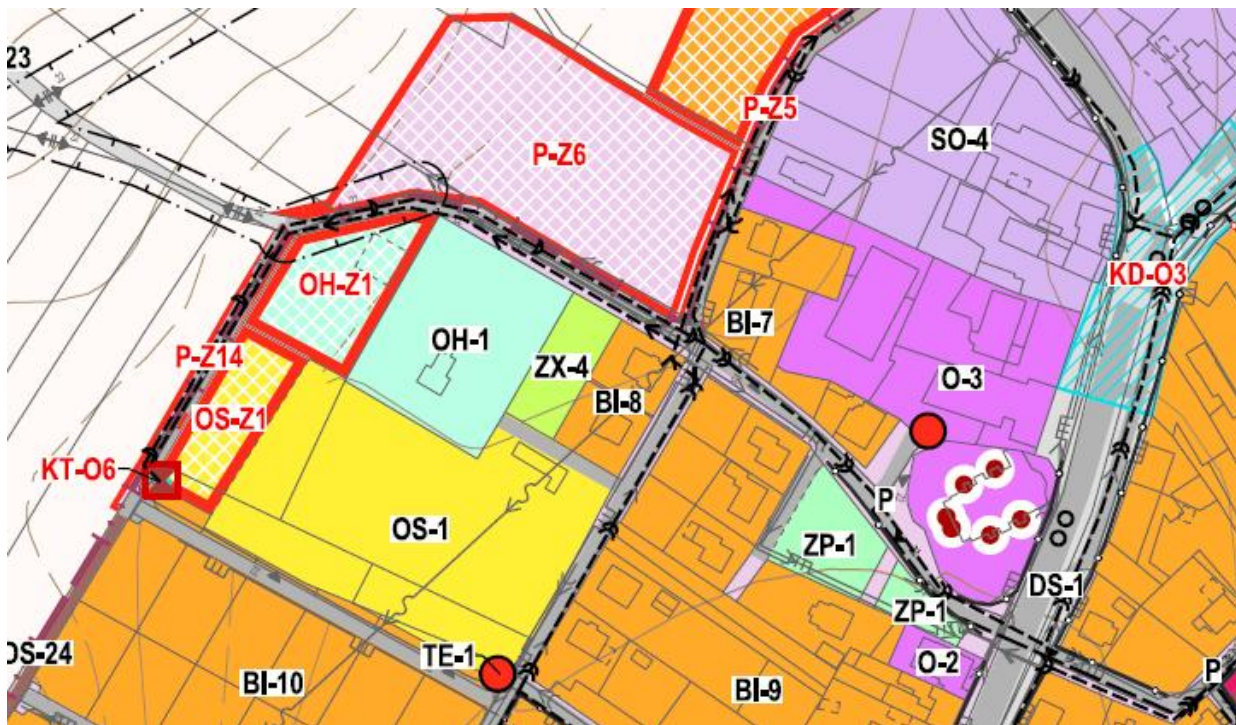 23
P-Z5
P-Z6
SO-4
KD-O3
OH-Z1
BI-7
OH-1
P-Z14
ZX-4
O-3
BI-8
OS-Z1
KT-O6
P
OS-1
ZP-1
DS-1
ZP-1
OS-24
TE-1
O-2
P
BI-10
BI-9